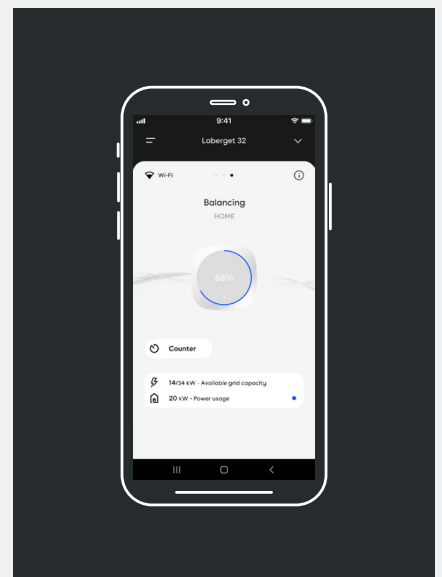 9:41
Laberget 32
Wi-Fi
Balancing
HOME
68%
Counter
14/34 kW - Available grid capacity
20 kW - Power usage